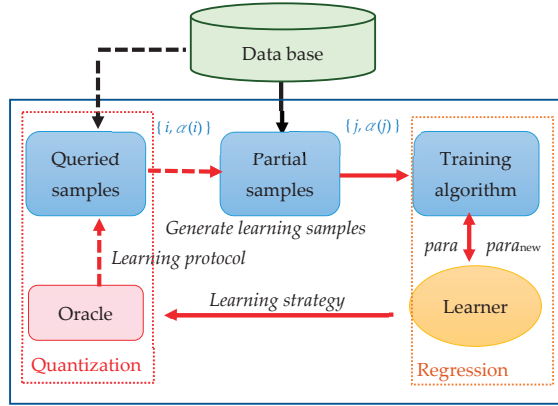 Data base
{ i, α(i) }
{ j, α(j) }
Queried
samples
Partial
samples
Training
algorithm
Generate learning samples
Learning protocol
para
paranew
Oracle
Learning strategy
Learner
Quantization
Regression